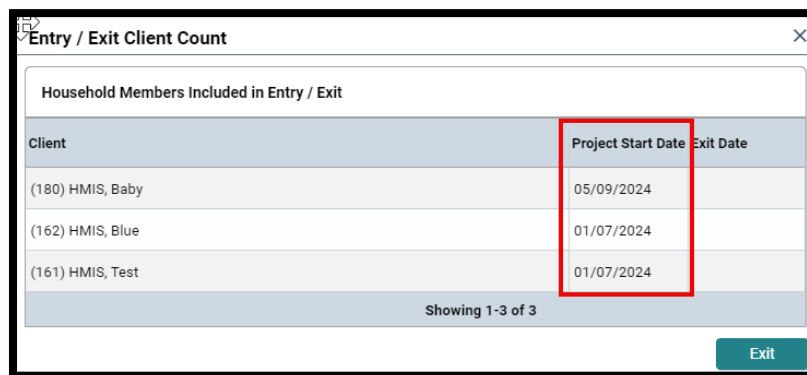 Entry / Exit Client Count
Household Members Included in Entry / Exit
Client Project Start Date Exit Date
(180) HMIS, Baby 05/09/2024
(162) HMIS, Blue 01/07/2024
(161) HMIS, Test 01/07/2024
Showing 1-3 of 3
Exit